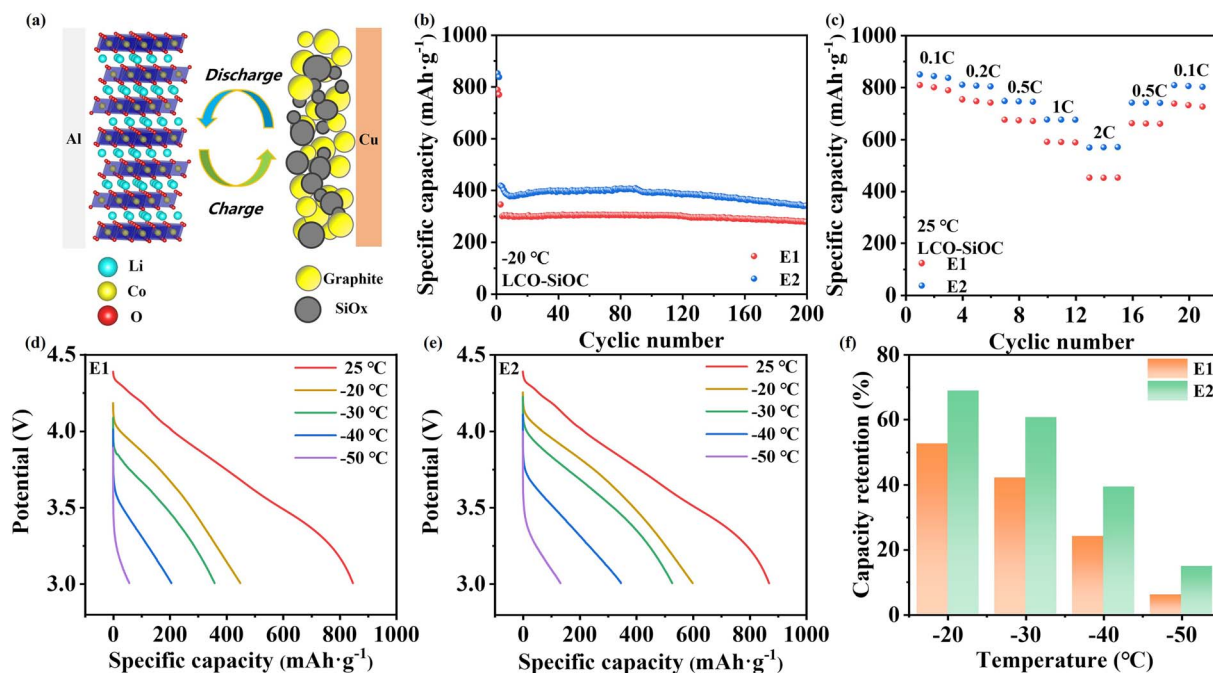 (a)
Al
Discharge
Charge
Cu
Li
Co
O
Graphite
SiOx
(b)
Specific capacity (mAh·g⁻¹)
1000
800
600
400
200
0
-20 ℃
LCO-SiOC
E1
E2
0 40 80 120 160 200
Cyclic number
(c)
Specific capacity (mAh·g⁻¹)
1000
800
600
400
200
0
0.1C
0.2C
0.5C
1C
2C
0.5C
0.1C
25 ℃
LCO-SiOC
E1
E2
0 4 8 12 16 20
Cyclic number
(d)
Potential (V)
4.5
4.0
3.5
3.0
E1
25 ℃
-20 ℃
-30 ℃
-40 ℃
-50 ℃
0 200 400 600 800 1000
Specific capacity (mAh·g⁻¹)
(e)
Potential (V)
4.5
4.0
3.5
3.0
E2
25 ℃
-20 ℃
-30 ℃
-40 ℃
-50 ℃
0 200 400 600 800 1000
Specific capacity (mAh·g⁻¹)
(f)
Capacity retention (%)
80
60
40
20
0
E1
E2
-20 -30 -40 -50
Temperature (℃)